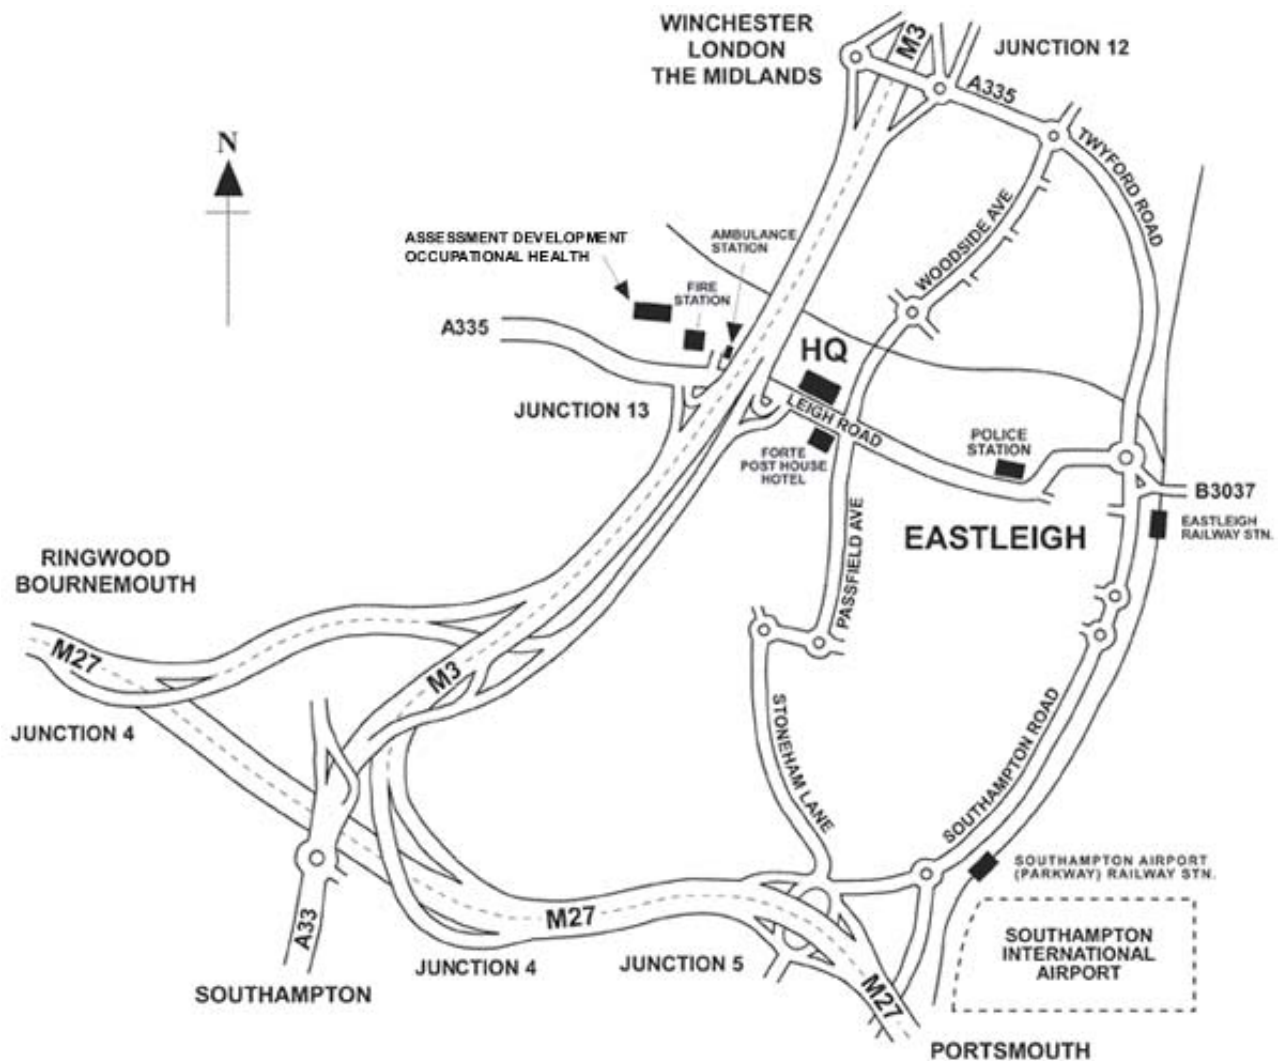 WINCHESTER
LONDON
THE MIDLANDS
M3
JUNCTION 12
A335
TWYFORD ROAD
N
WOODSIDE AVE
ASSESSMENT DEVELOPMENT
OCCUPATIONAL HEALTH
AMBULANCE
STATION
FIRE
STATION
A335
HQ
JUNCTION 13
LEIGH ROAD
FORTE
POST HOUSE
HOTEL
POLICE
STATION
B3037
EASTLEIGH
EASTLEIGH
RAILWAY STN.
PASSFIELD AVE
RINGWOOD
BOURNEMOUTH
M27
M3
JUNCTION 4
STONEHAM LANE
SOUTHAMPTON ROAD
SOUTHAMPTON AIRPORT
(PARKWAY) RAILWAY STN.
A33
M27
JUNCTION 4
JUNCTION 5
SOUTHAMPTON
INTERNATIONAL
AIRPORT
SOUTHAMPTON
M27
PORTSMOUTH